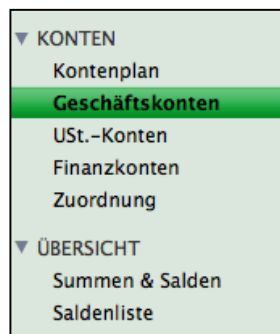 KONTEN
Kontenplan
Geschäftskonten
USt.-Konten
Finanzkonten
Zuordnung
ÜBERSICHT
Summen & Salden
Saldenliste